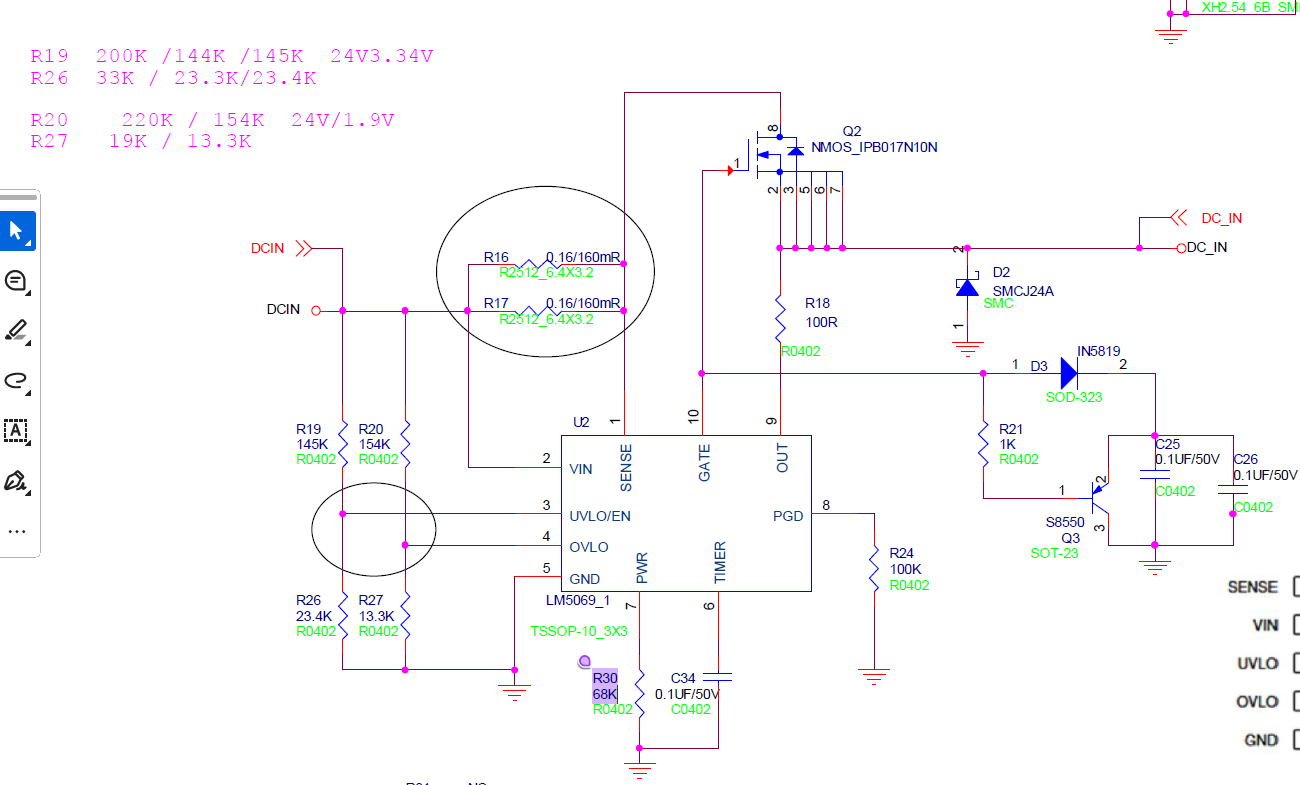 XH2.54 6B SM
R19 200K /144K /145K 24V3.34V
R26 33K / 23.3K/23.4K
R20 220K / 154K 24V/1.9V
R27 19K / 13.3K
8
Q2
NMOS_IPB017N10N
1
2
3
5
6
7
DCIN
DCIN
R16 0.16/160mR
R2512_6.4X3.2
R17 0.16/160mR
R2512_6.4X3.2
DC_IN
DC_IN
2
D2
SMCJ24A
SMC
1
R18
100R
R0402
IN5819
1 D3 2
SOD-323
R19
145K
R0402
R20
154K
R0402
U2
1
10
9
2 VIN
SENSE
GATE
OUT
3 UVLO/EN
4 OVLO
5 GND
PWR
TIMER
PGD 8
LM5069_1
7
6
TSSOP-10_3X3
R21
1K
R0402
1
2
3
S8550
Q3
SOT-23
C25
0.1UF/50V
C0402
C26
0.1UF/50V
C0402
R24
100K
R0402
R26
23.4K
R0402
R27
13.3K
R0402
R30
68K
R0402
C34
0.1UF/50V
C0402
SENSE
VIN
UVLO
OVLO
GND
A